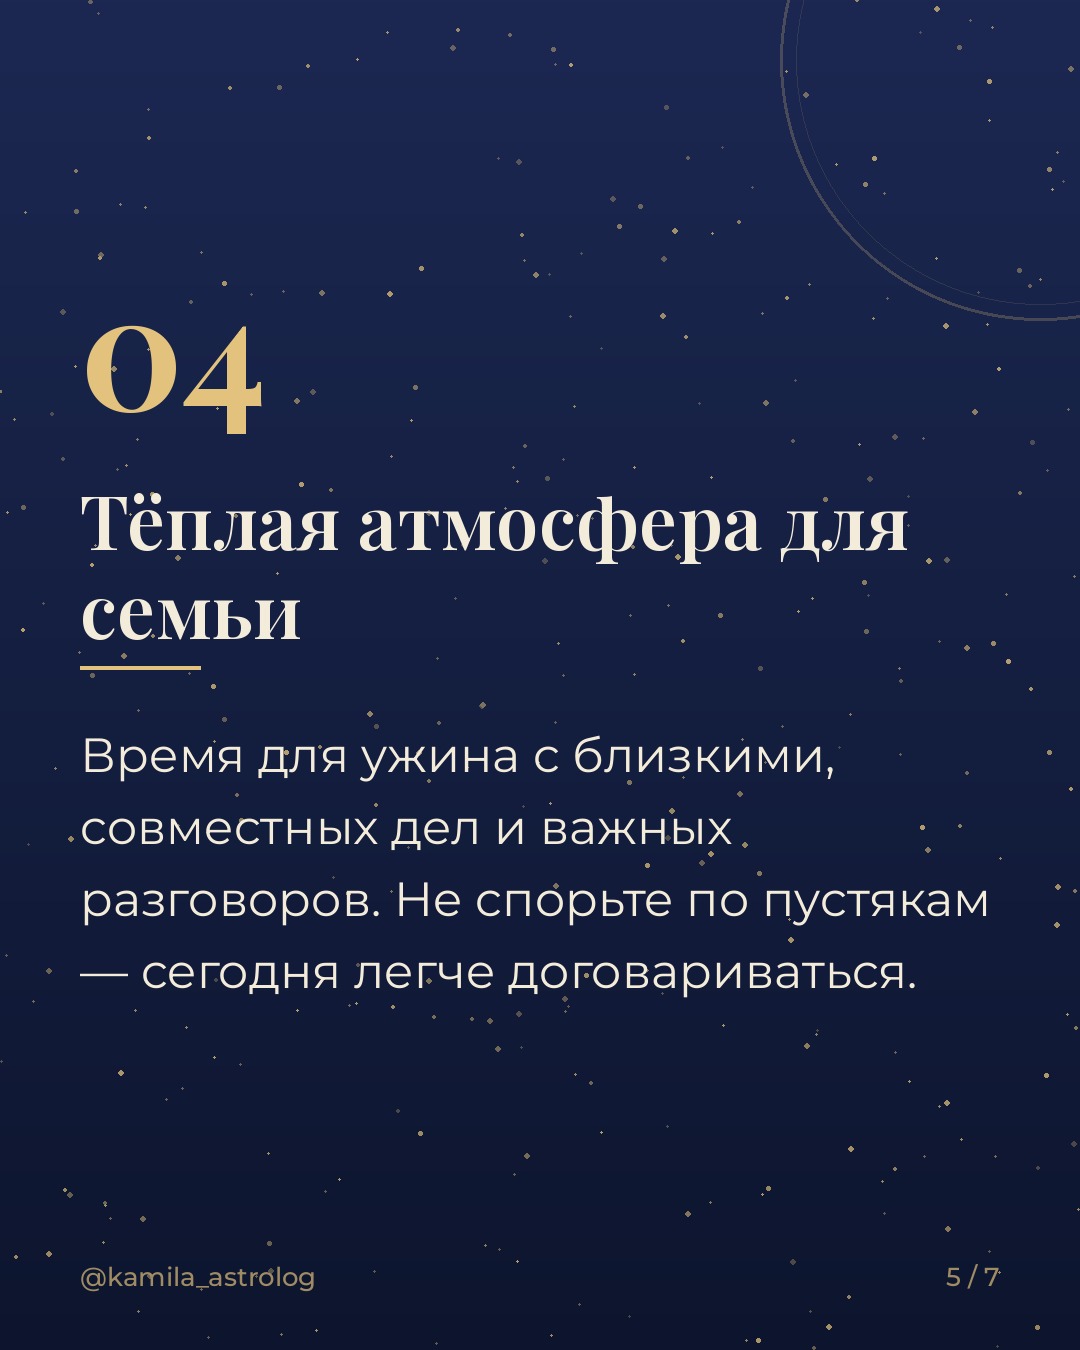 04
Тёплая атмосфера для
семьи
Время для ужина с близкими,
совместных дел и важных
разговоров. Не спорьте по пустякам
— сегодня легче договариваться.
@kamila_astrolog
5 / 7